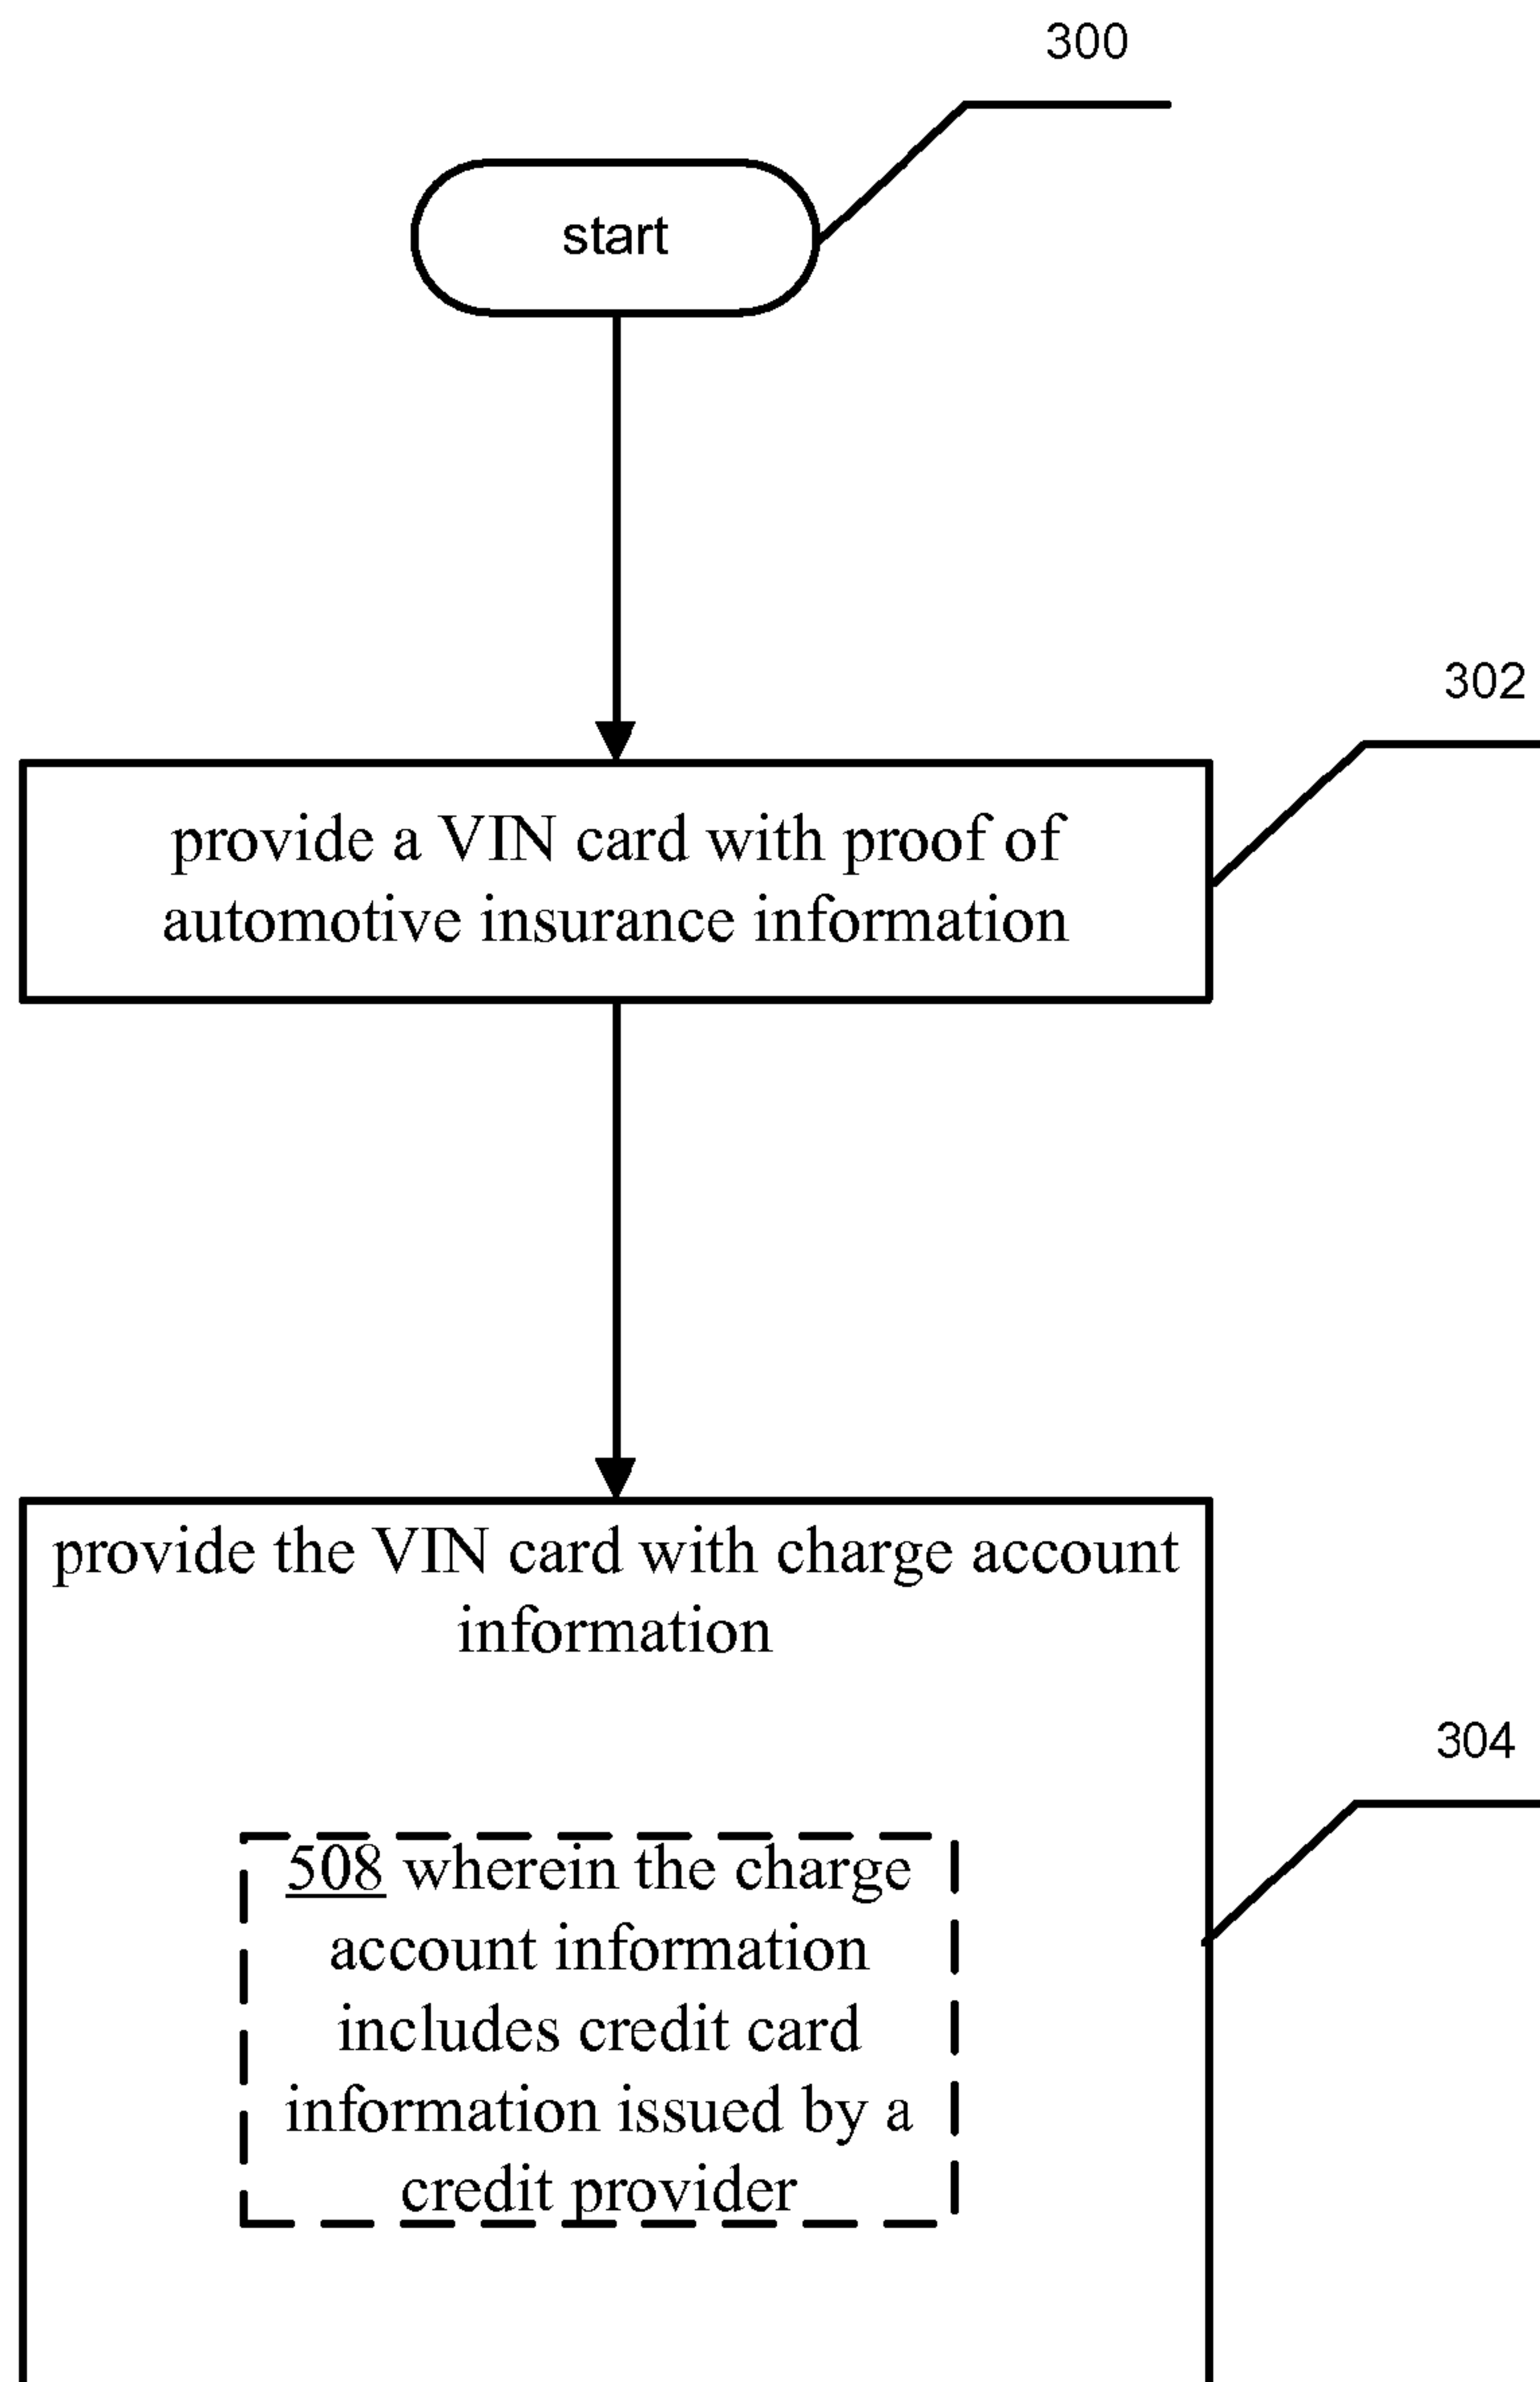 300
start
302
provide a VIN card with proof of
automotive insurance information
provide the VIN card with charge account
information
304
508 wherein the charge
account information
includes credit card
information issued by a
credit provider